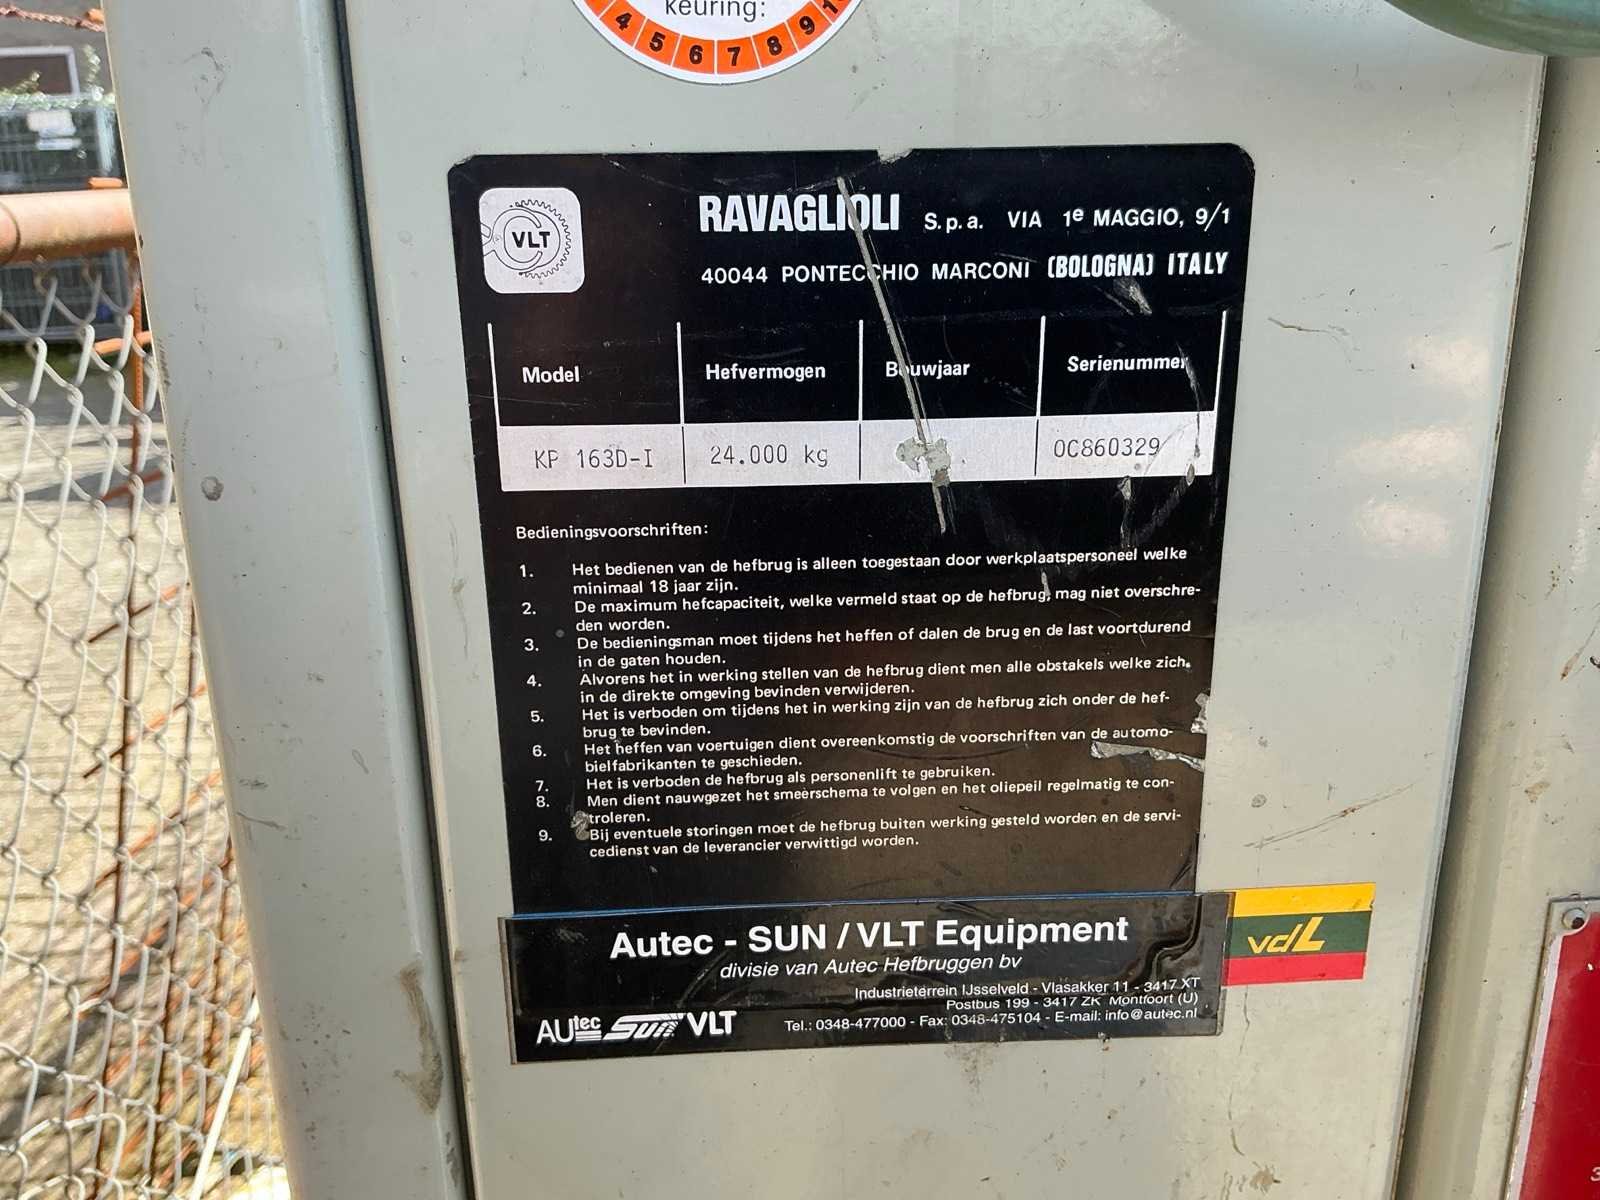 keuring:
4 5 6 7 8 9
VLT
RAVAGLIOLI S.p.a. VIA 1e MAGGIO, 9/1
40044 PONTECCHIO MARCONI (BOLOGNA) ITALY
Model Hefvermogen Bouwjaar Serienummer
KP 163D-I 24.000 kg OC860329
Bedieningsvoorschriften:
1. Het bedienen van de hefbrug is alleen toegestaan door werkplaatspersoneel welke
minimaal 18 jaar zijn.
2. De maximum hefcapaciteit, welke vermeld staat op de hefbrug, mag niet overschre-
den worden.
3. De bedieningsman moet tijdens het heffen of dalen de brug en de last voortdurend
in de gaten houden.
4. Alvorens het in werking stellen van de hefbrug dient men alle obstakels welke zich
in de direkte omgeving bevinden verwijderen.
5. Het is verboden om tijdens het in werking zijn van de hefbrug zich onder de hef-
brug te bevinden.
6. Het heffen van voertuigen dient overeenkomstig de voorschriften van de automo-
bielfabrikanten te geschieden.
7. Het is verboden de hefbrug als personenlift te gebruiken.
8. Men dient nauwgezet het smeerschema te volgen en het oliepeil regelmatig te con-
troleren.
9. Bij eventuele storingen moet de hefbrug buiten werking gesteld worden en de servi-
cedienst van de leverancier verwittigd worden.
Autec - SUN / VLT Equipment
divisie van Autec Hefbruggen bv
Industrieterrein IJsselveld - Vlasakker 11 - 3417 XT
Postbus 199 - 3417 ZK Montfoort (U)
Tel.: 0348-477000 - Fax: 0348-475104 - E-mail: info@autec.nl
AUtec Sun VLT
vdL